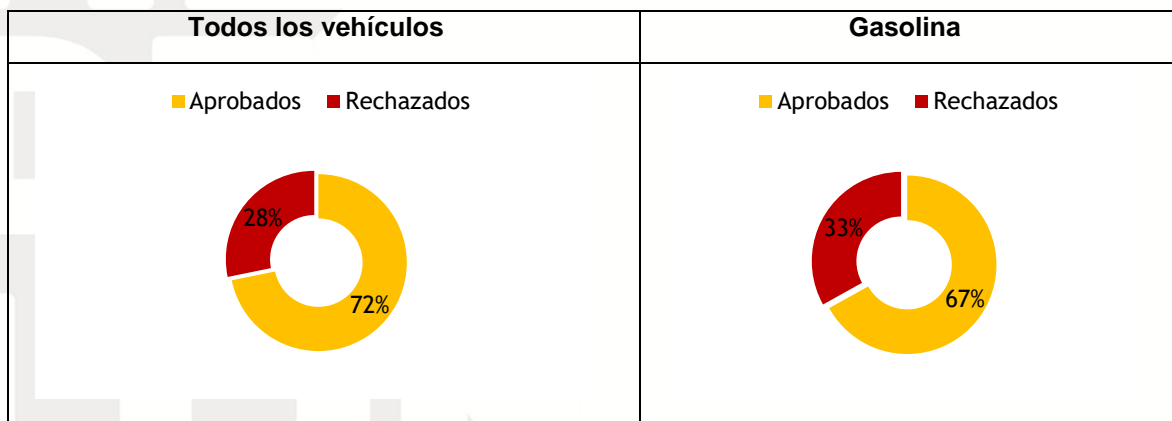 Todos los vehículos
Gasolina
Aprobados
Rechazados
28%
72%
Aprobados
Rechazados
33%
67%